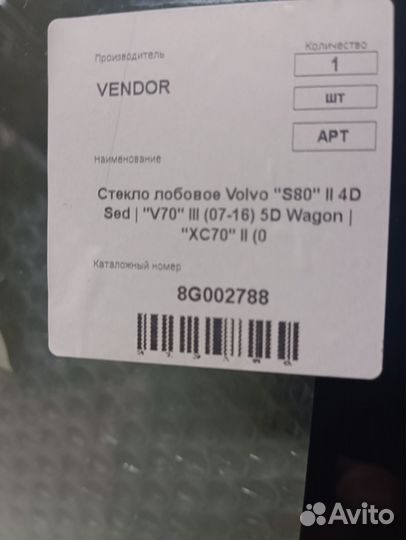 Производитель
Количество
VENDOR
1
шт
АРТ
Наименование
Стекло лобовое Volvo "S80" II 4D
Sed | "V70" III (07-16) 5D Wagon |
"XC70" II (0
Каталожный номер
8G002788
Avito